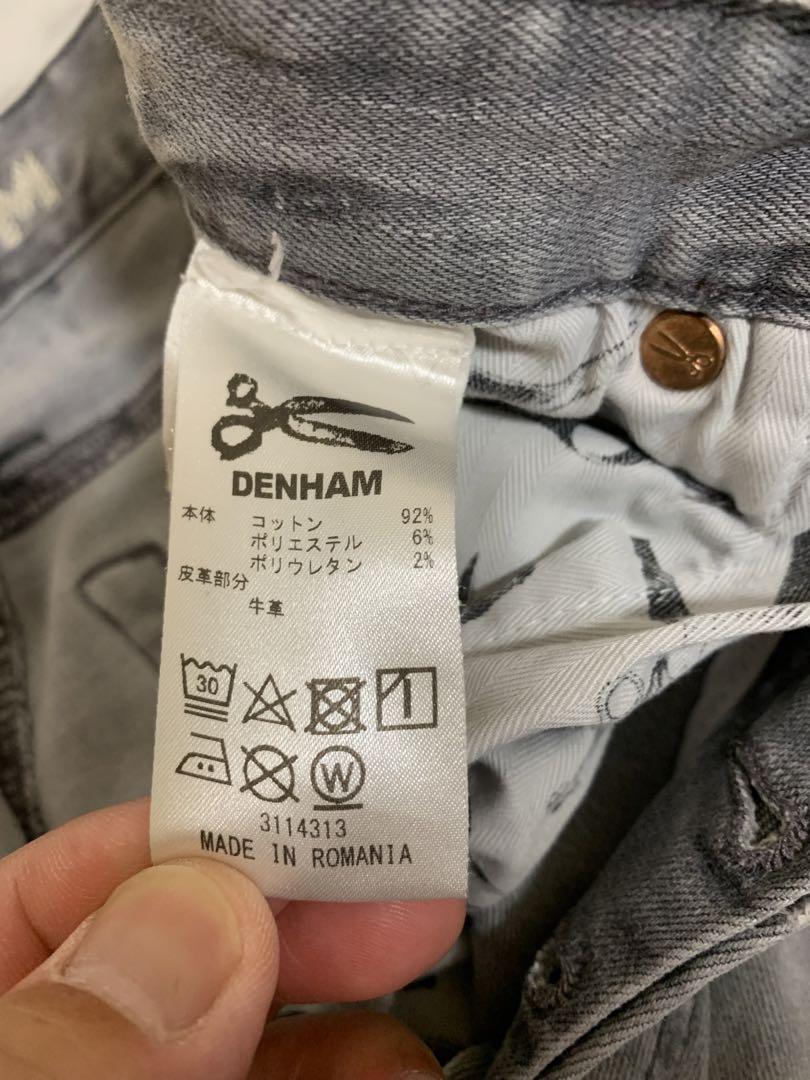 M
DENHAM
本体 コットン 92%
ポリエステル 6%
ポリウレタン 2%
皮革部分
牛革
30
W
3114313
MADE IN ROMANIA